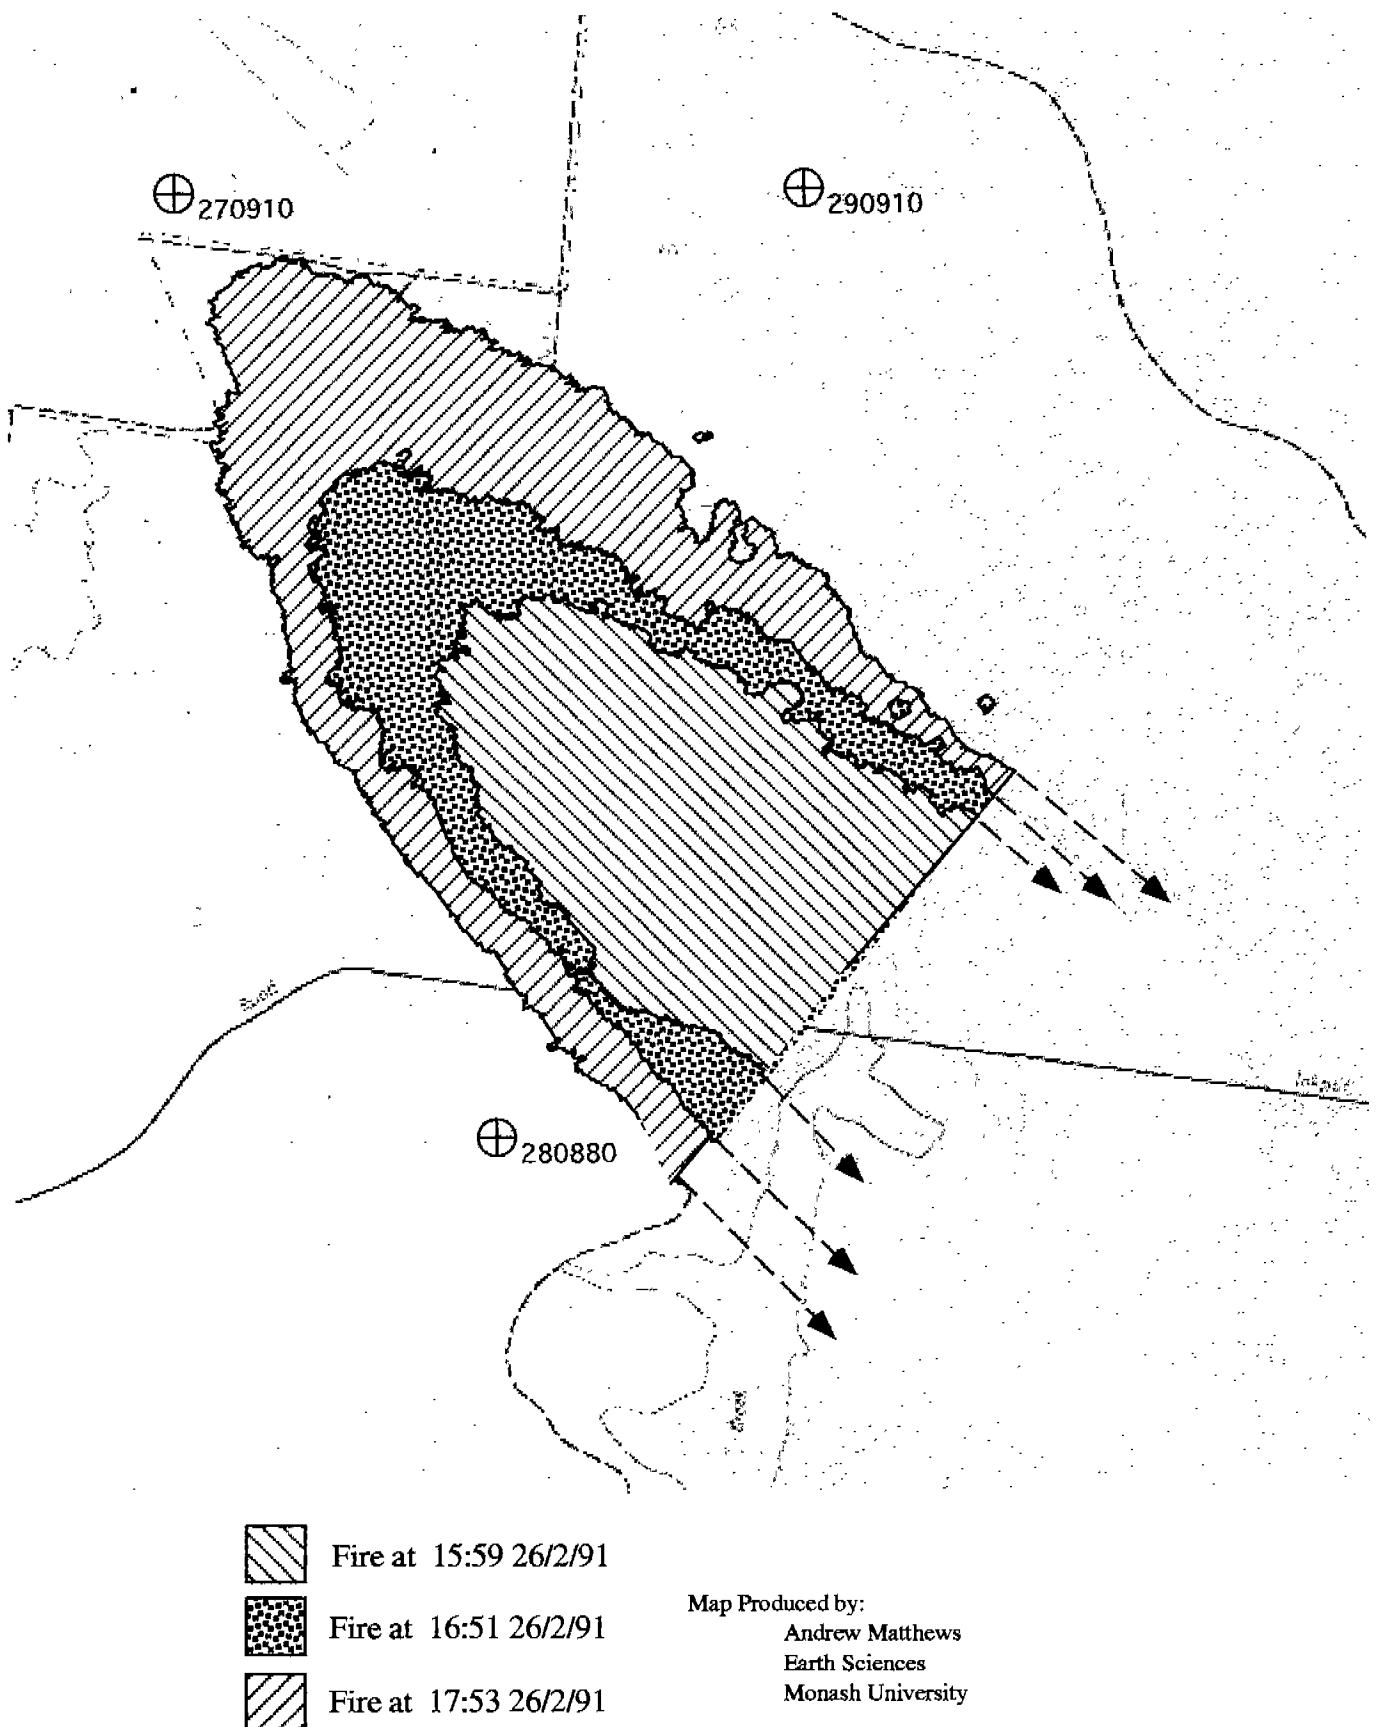 270910
290910
280880
Fire at 15:59 26/2/91
Fire at 16:51 26/2/91
Fire at 17:53 26/2/91
Map Produced by:
Andrew Matthews
Earth Sciences
Monash University